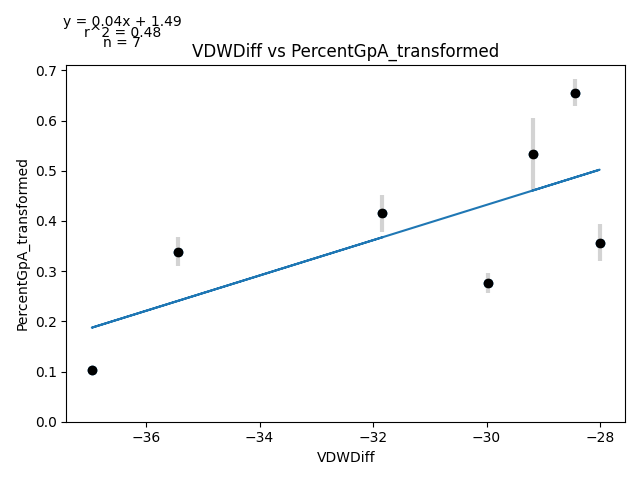 y = 0.04x + 1.49
r^2 = 0.48
n = 7
VDWDiff vs PercentGpA_transformed
PercentGpA_transformed
0.7
0.6
0.5
0.4
0.3
0.2
0.1
0.0
−36
−34
−32
−30
−28
VDWDiff